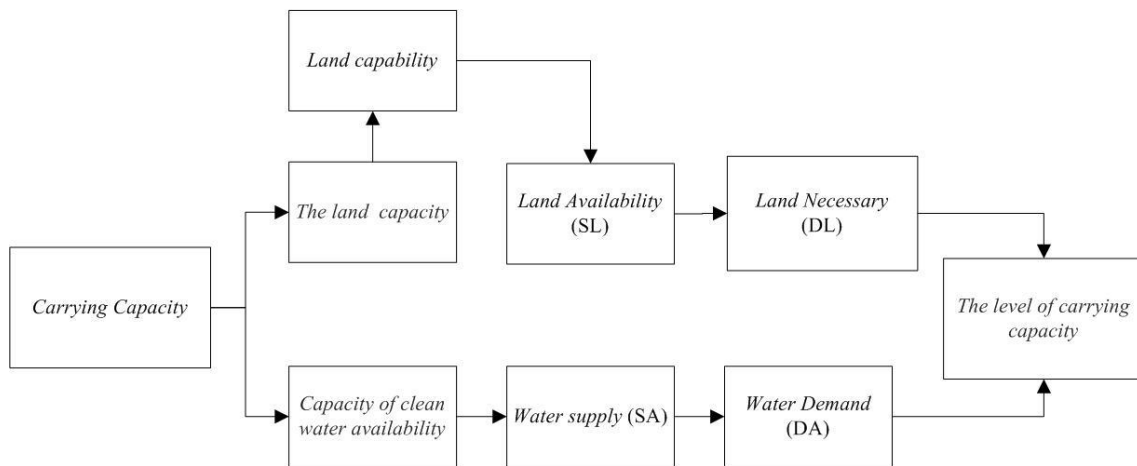 Land capability
The land capacity
Land Availability
(SL)
Land Necessary
(DL)
Carrying Capacity
The level of carrying
capacity
Capacity of clean
water availability
Water supply (SA)
Water Demand
(DA)